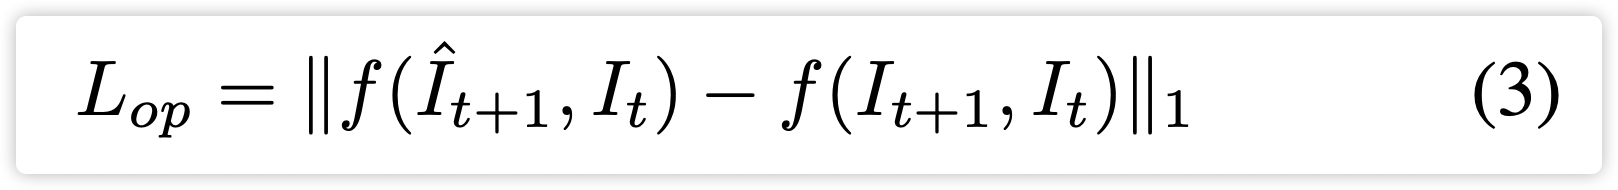 $L_{op} = \| f(\hat{I}_{t+1}, I_t) - f(I_{t+1}, I_t) \|_1$ (3)